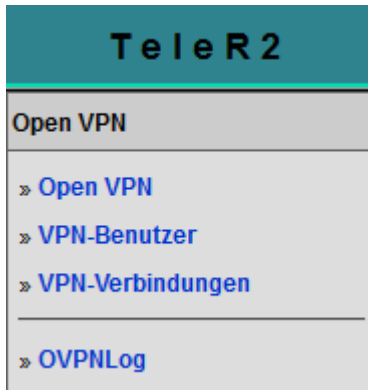 TeleR2
Open VPN
» Open VPN
» VPN-Benutzer
» VPN-Verbindungen
» OVPNLog